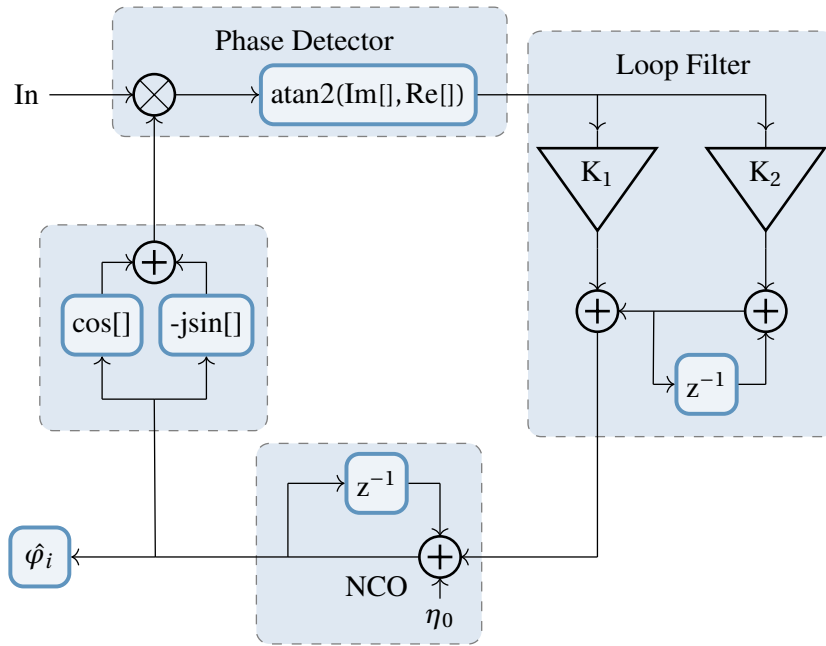 Phase Detector
Loop Filter
In
atan2(Im[],Re[])
K₁
K₂
cos[]
-jsin[]
z⁻¹
z⁻¹
φ̂ᵢ
NCO
η₀